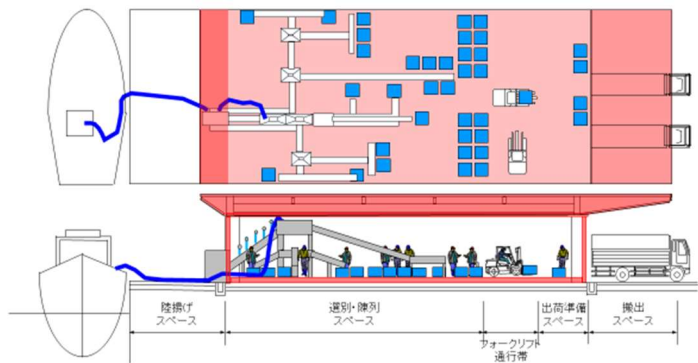 陸揚げ
スペース
選別・陳列
スペース
フォークリフト
通行帯
出荷準備
スペース
搬出
スペース